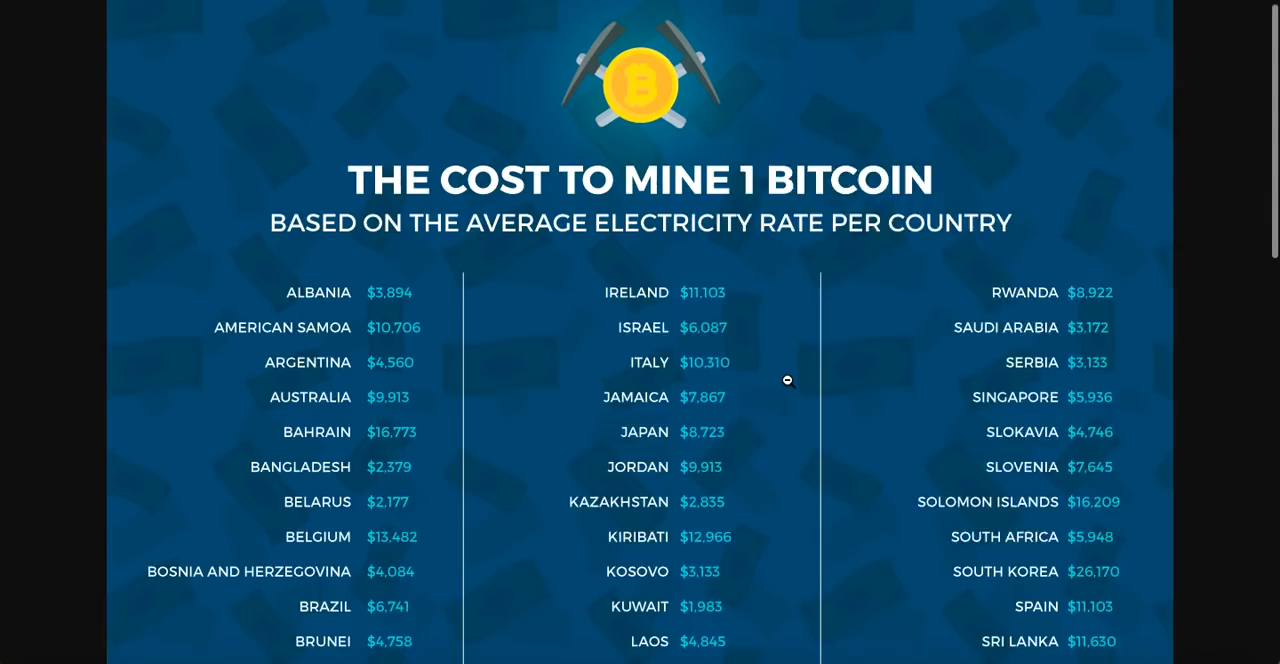 THE COST TO MINE 1 BITCOIN
BASED ON THE AVERAGE ELECTRICITY RATE PER COUNTRY
ALBANIA $3,894
AMERICAN SAMOA $10,706
ARGENTINA $4,560
AUSTRALIA $9,913
BAHRAIN $16,773
BANGLADESH $2,379
BELARUS $2,177
BELGIUM $13,482
BOSNIA AND HERZEGOVINA $4,084
BRAZIL $6,741
BRUNEI $4,758
IRELAND $11,103
ISRAEL $6,087
ITALY $10,310
JAMAICA $7,867
JAPAN $8,723
JORDAN $9,913
KAZAKHSTAN $2,835
KIRIBATI $12,966
KOSOVO $3,133
KUWAIT $1,983
LAOS $4,845
RWANDA $8,922
SAUDI ARABIA $3,172
SERBIA $3,133
SINGAPORE $5,936
SLOKAVIA $4,746
SLOVENIA $7,645
SOLOMON ISLANDS $16,209
SOUTH AFRICA $5,948
SOUTH KOREA $26,170
SPAIN $11,103
SRI LANKA $11,630